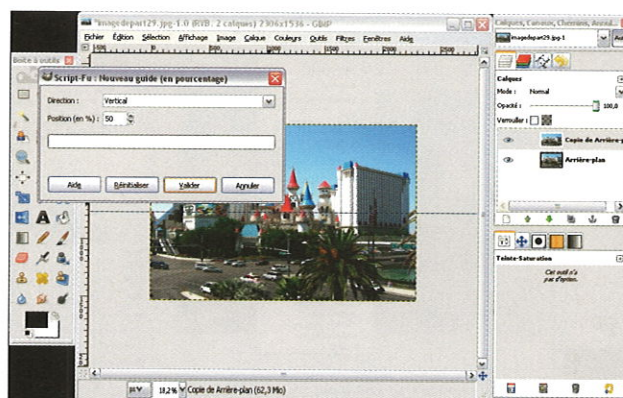 *imagedepart29.jpg-1.0 (RVB, 2 calques) 2306x1536 – GIMP
Fichier Édition Sélection Affichage Image Calque Couleurs Outils Filtres Fenêtres Aide
Boîte à outils
Script-Fu : Nouveau guide (en pourcentage)
Direction : Vertical
Position (en %) : 50
Aide Réinitialiser Valider Annuler
px 18,2% Copie de Arrière-plan (62,3 Mio)
Calques, Canaux, Chemins, Annul...
imagedepart29.jpg-1
Calques
Mode : Normal
Opacité : 100,0
Verrouiller :
Copie de Arrière-p
Arrière-plan
Teinte-Saturation
Cet outil n'a
pas d'option.